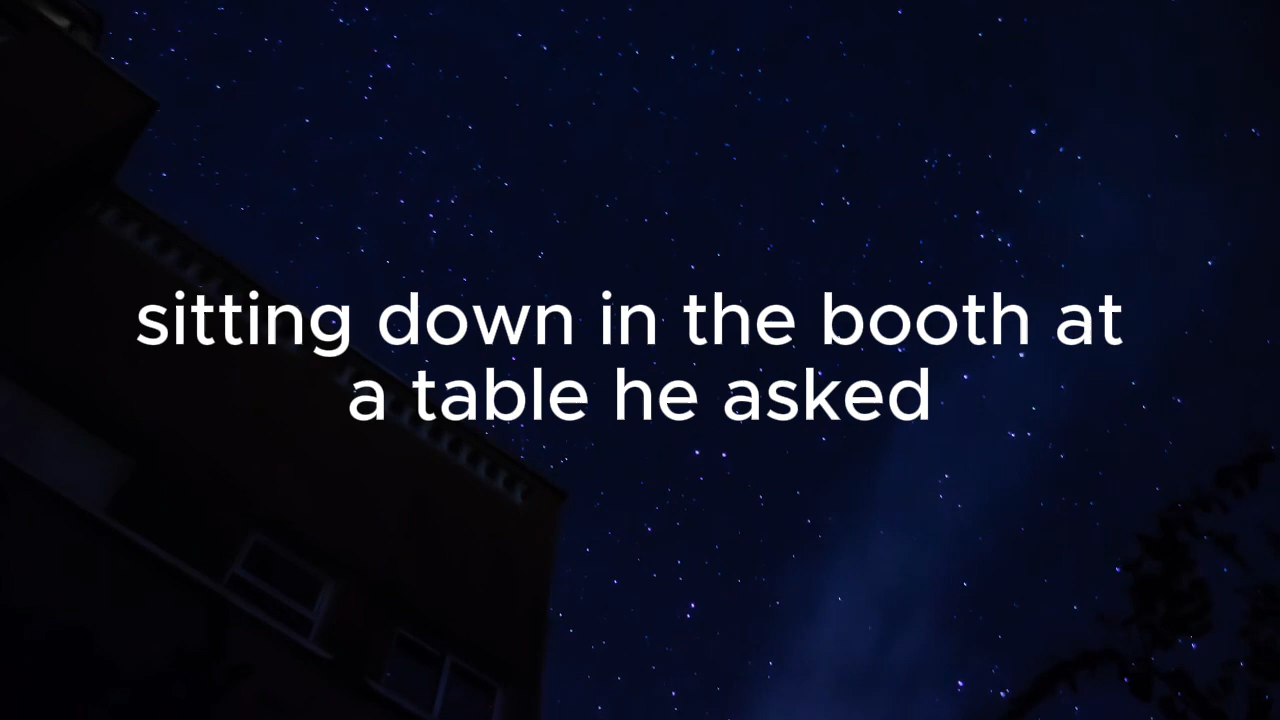 sitting down in the booth at
a table he asked